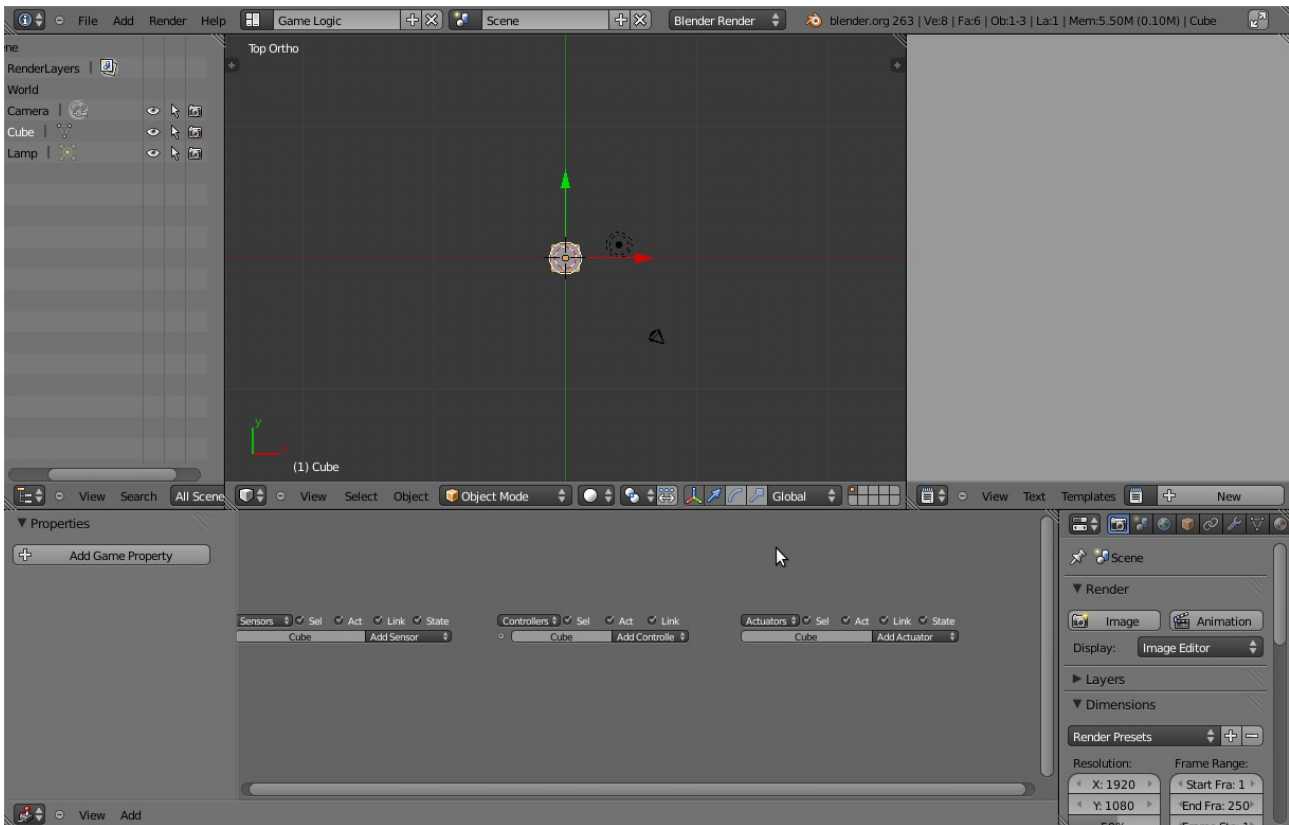 File Add Render Help Game Logic Scene Blender Render blender.org 263 | Ve:8 | Fa:6 | Ob:1-3 | La:1 | Mem:5.50M (0.10M) | Cube
ne
RenderLayers |
World
Camera |
Cube |
Lamp |
Top Ortho
y
x
(1) Cube
View Search All Scene
View Select Object Object Mode Global
View Text Templates New
Properties
Add Game Property
Sensors Sel Act Link State
Cube Add Sensor
Controllers Sel Act Link
Cube Add Controlle
Actuators Sel Act Link State
Cube Add Actuator
View Add
Scene
Render
Image Animation
Display: Image Editor
Layers
Dimensions
Render Presets
Resolution: Frame Range:
X: 1920 Start Fra: 1
Y: 1080 End Fra: 250
50%